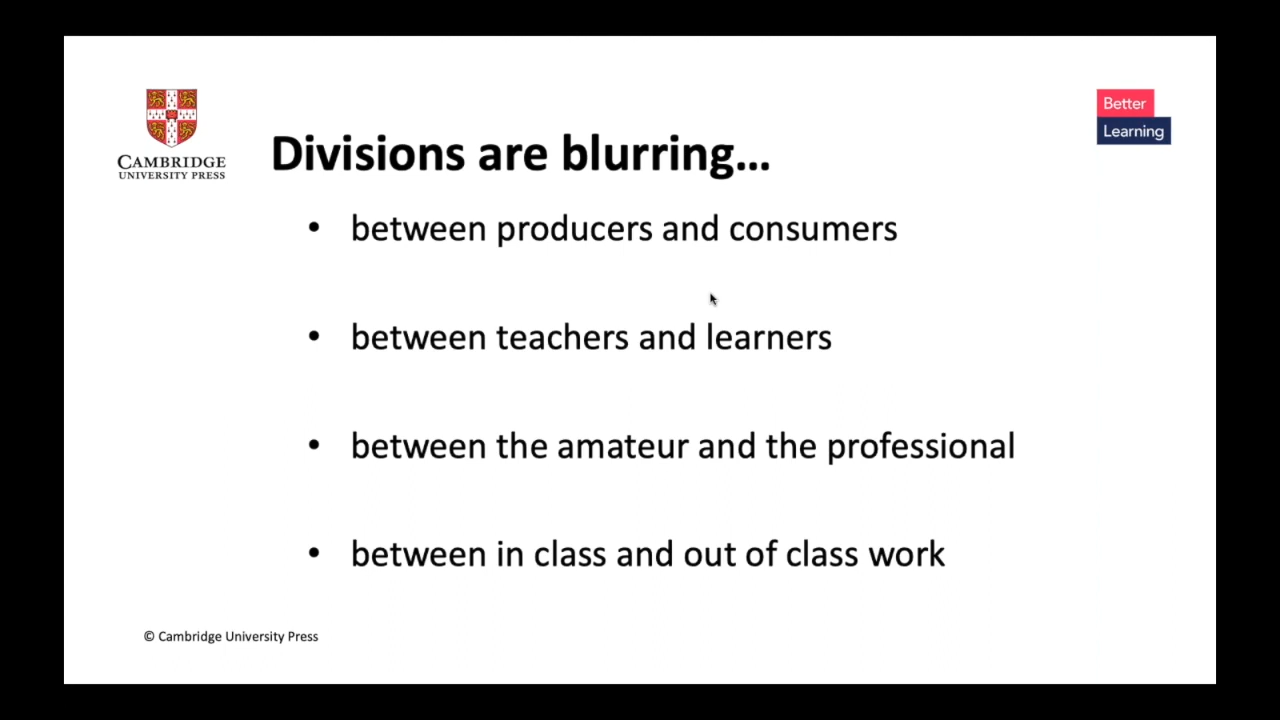 CAMBRIDGE
UNIVERSITY PRESS
Better
Learning
Divisions are blurring...
• between producers and consumers
• between teachers and learners
• between the amateur and the professional
• between in class and out of class work
© Cambridge University Press